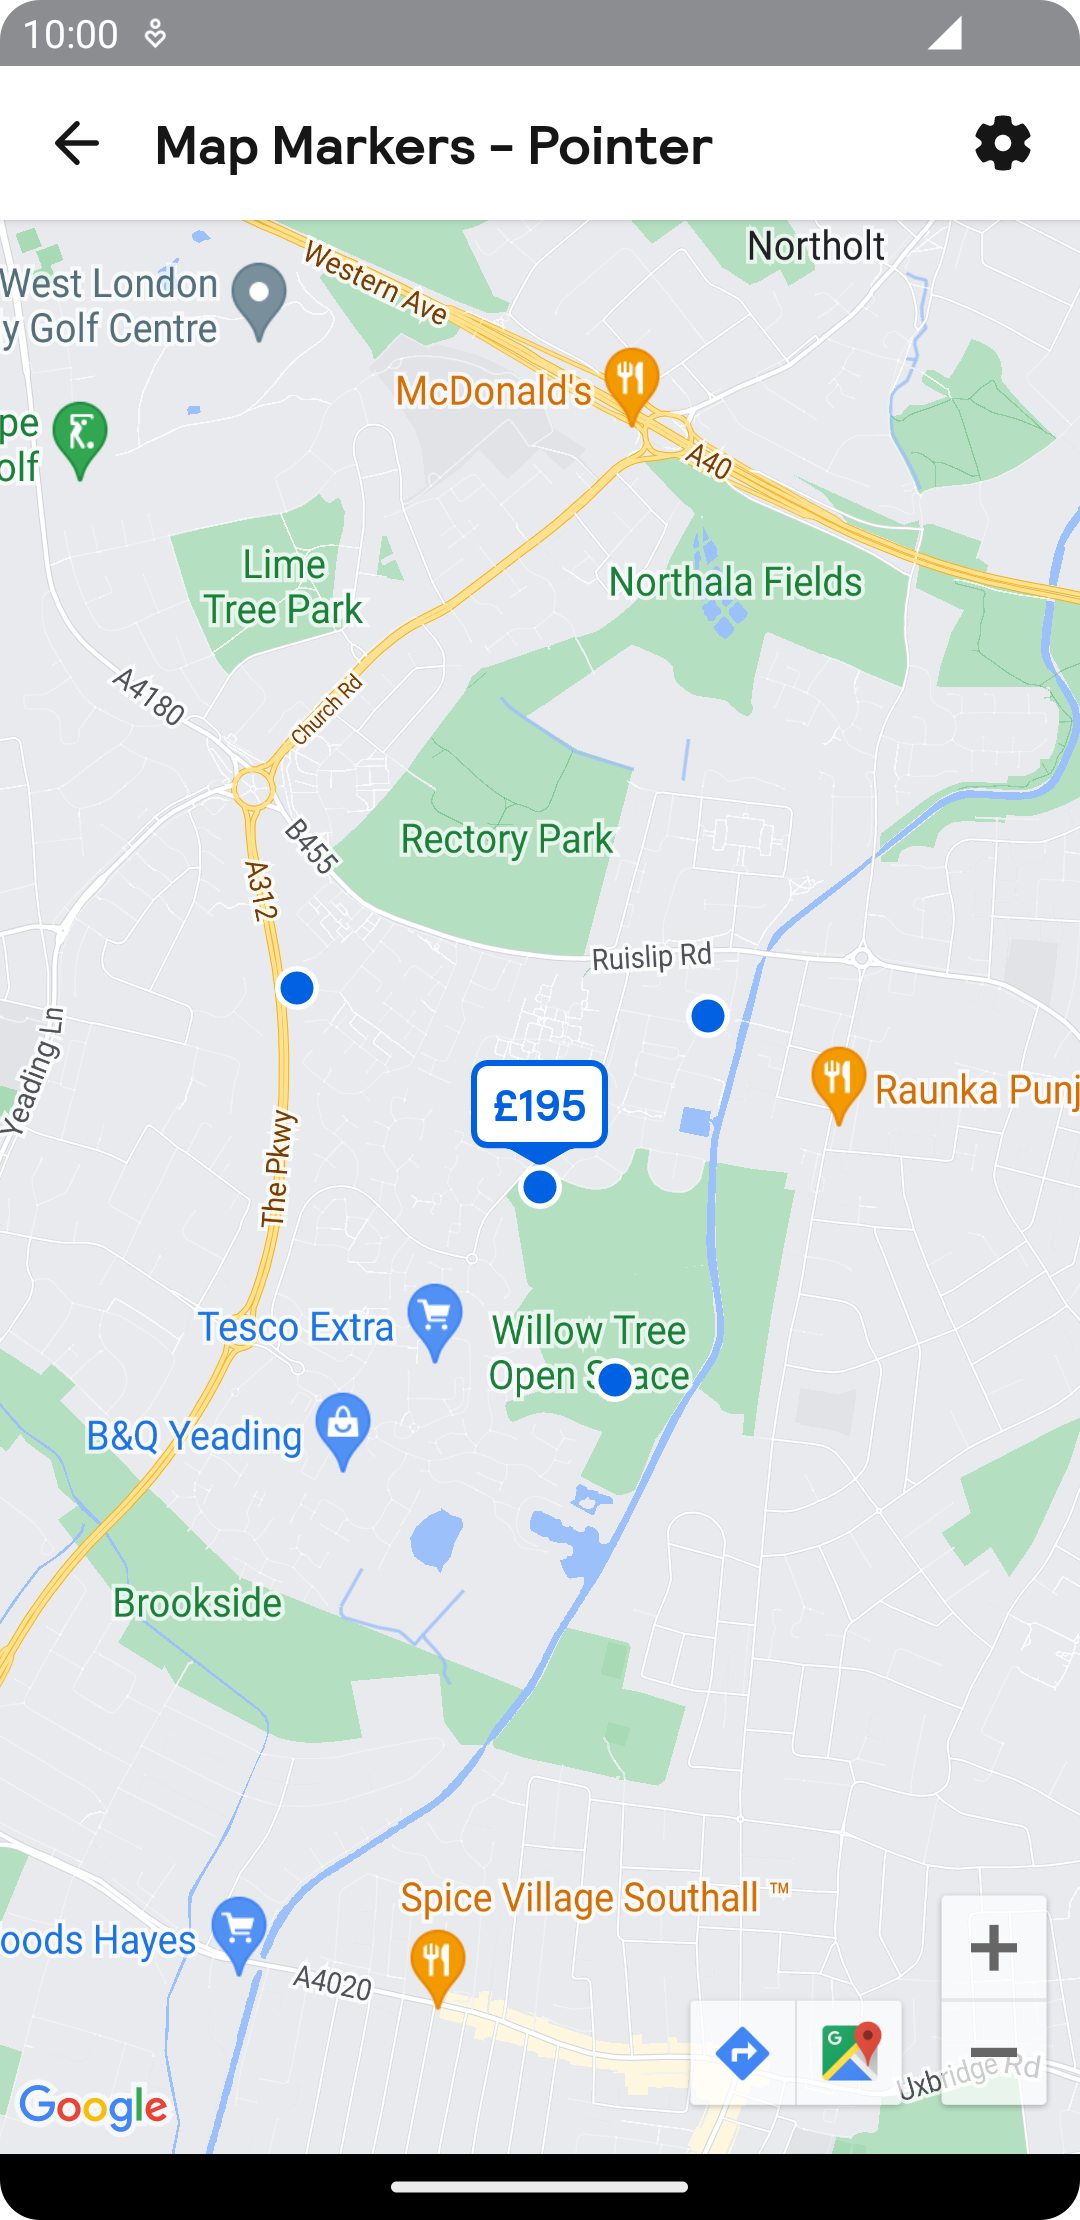 10:00
Map Markers - Pointer
Northolt
Western Ave
West London
y Golf Centre
McDonald's
pe
olf
A40
Lime
Tree Park
Northala Fields
A4180
Church Rd
B455
Rectory Park
A312
Ruislip Rd
Yeading Ln
£195
Raunka Punj
The Pkwy
Tesco Extra
Willow Tree
Open S ace
B&Q Yeading
Brookside
Spice Village Southall ™
oods Hayes
A4020
G
Uxbridge Rd
Google